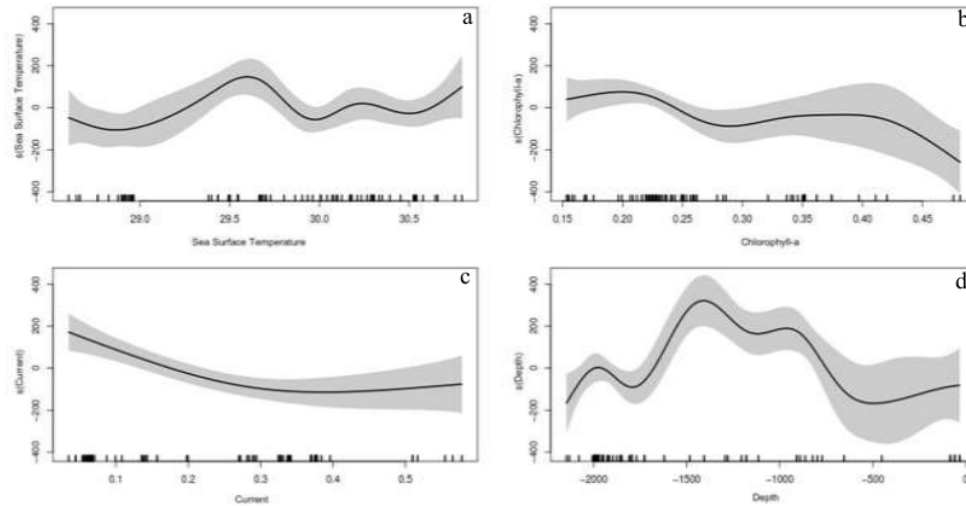 a
s(Sea Surface Temperature)
400
200
0
−200
−400
29.0 29.5 30.0 30.5
Sea Surface Temperature
b
s(Chlorophyll-a)
400
200
0
−200
−400
0.15 0.20 0.25 0.30 0.35 0.40 0.45
Chlorophyll-a
c
s(Current)
400
200
0
−200
−400
0.1 0.2 0.3 0.4 0.5
Current
d
s(Depth)
400
200
0
−200
−400
−2000 −1500 −1000 −500 0
Depth